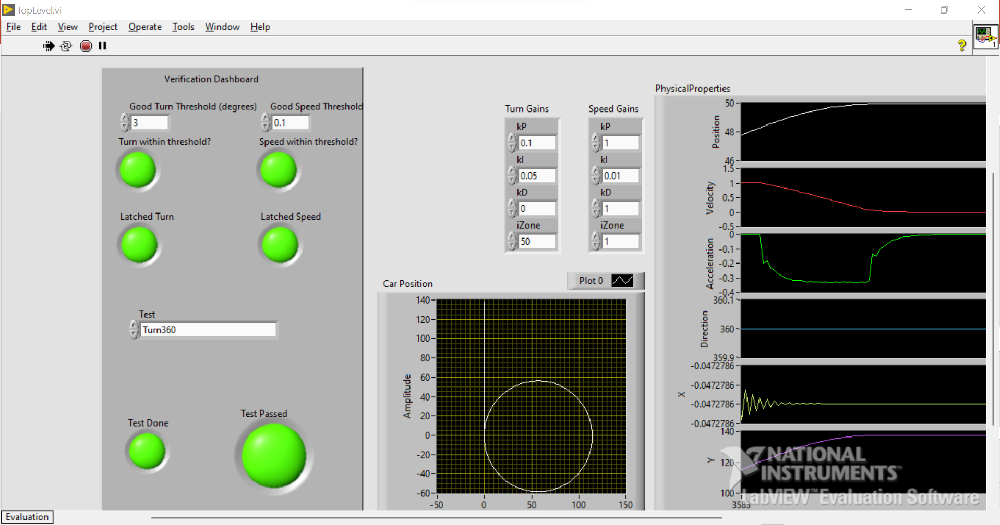 TopLevel.vi
File Edit View Project Operate Tools Window Help
1
Verification Dashboard
Good Turn Threshold (degrees) Good Speed Threshold
3 0.1
Turn within threshold? Speed within threshold?
Latched Turn Latched Speed
Test
Turn360
Test Done
Test Passed
Turn Gains
kP
0.1
kI
0.05
kD
0
iZone
50
Speed Gains
kP
1
kI
0.01
kD
1
iZone
1
Car Position
Plot 0
Amplitude
140
120
100
80
60
40
20
0
-20
-40
-60
-50 0 50 100 150
PhysicalProperties
Position
50
48
46
Velocity
1.5
1
0.5
0
-0.5
Acceleration
0
-0.1
-0.2
-0.3
-0.4
Direction
360.1
360
359.9
X
-0.0472786
-0.0472786
-0.0472786
-0.0472786
Y
140
120
100
3583
NATIONAL
INSTRUMENTS™
LabVIEW™ Evaluation Software
Evaluation